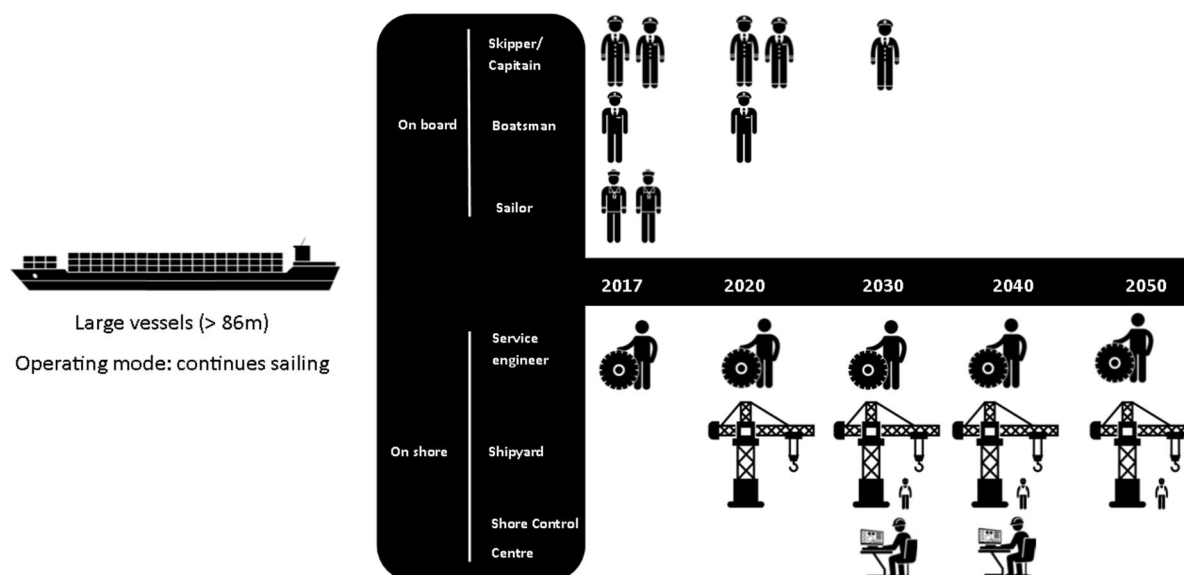 Skipper/
Capitain
On board
Boatsman
Sailor
2017
2020
2030
2040
2050
Large vessels (> 86m)
Operating mode: continues sailing
Service
engineer
On shore
Shipyard
Shore Control
Centre